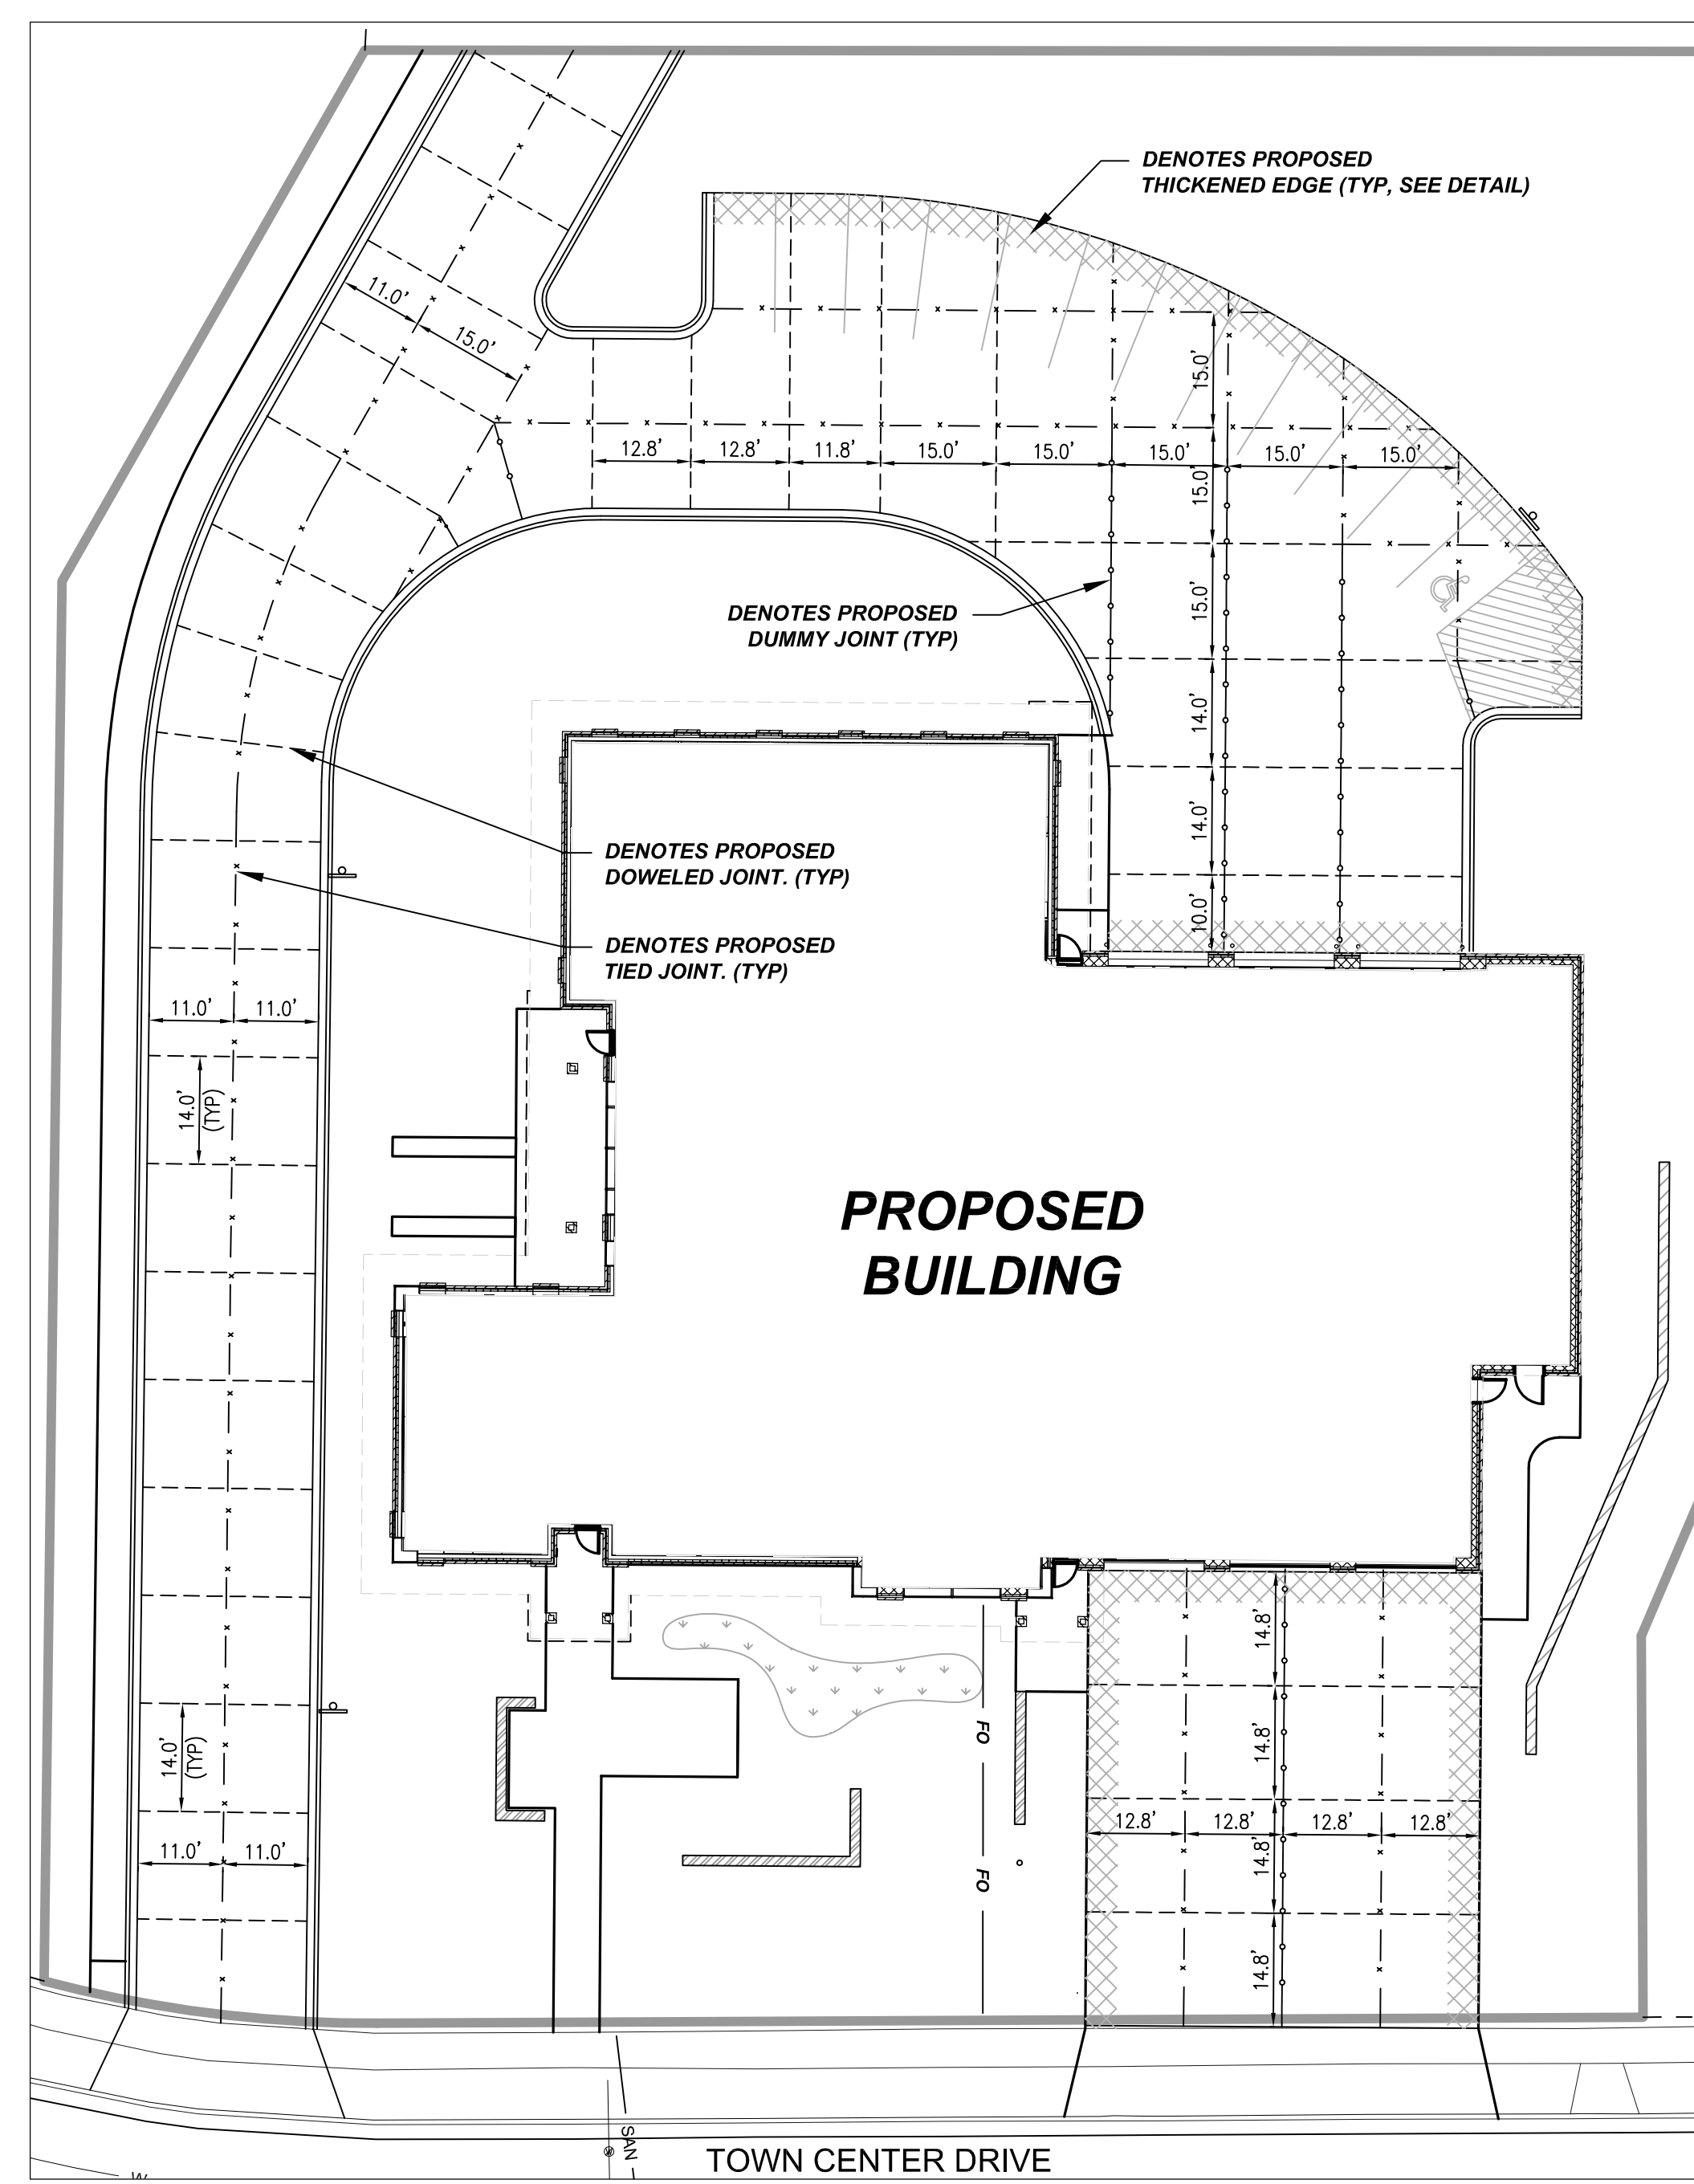 DENOTES PROPOSED
THICKENED EDGE (TYP, SEE DETAIL)
11.0'
15.0'
15.0'
12.8'
12.8'
11.8'
15.0'
15.0'
15.0'
15.0'
15.0'
15.0'
15.0'
DENOTES PROPOSED
DUMMY JOINT (TYP)
14.0'
14.0'
10.0'
DENOTES PROPOSED
DOWELED JOINT. (TYP)
DENOTES PROPOSED
TIED JOINT. (TYP)
11.0'
11.0'
14.0'
(TYP)
PROPOSED
BUILDING
14.8'
FO
14.8'
14.0'
(TYP)
12.8'
12.8'
12.8'
12.8'
11.0'
11.0'
14.8'
FO
14.8'
SAN
TOWN CENTER DRIVE
W